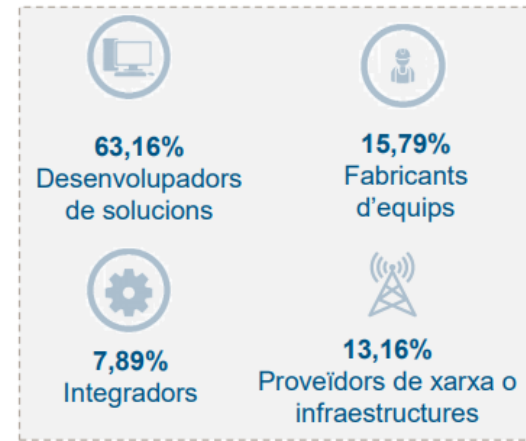 63,16%
Desenvolupadors
de solucions
15,79%
Fabricants
d'equips
7,89%
Integradors
13,16%
Proveïdors de xarxa o
infraestructures